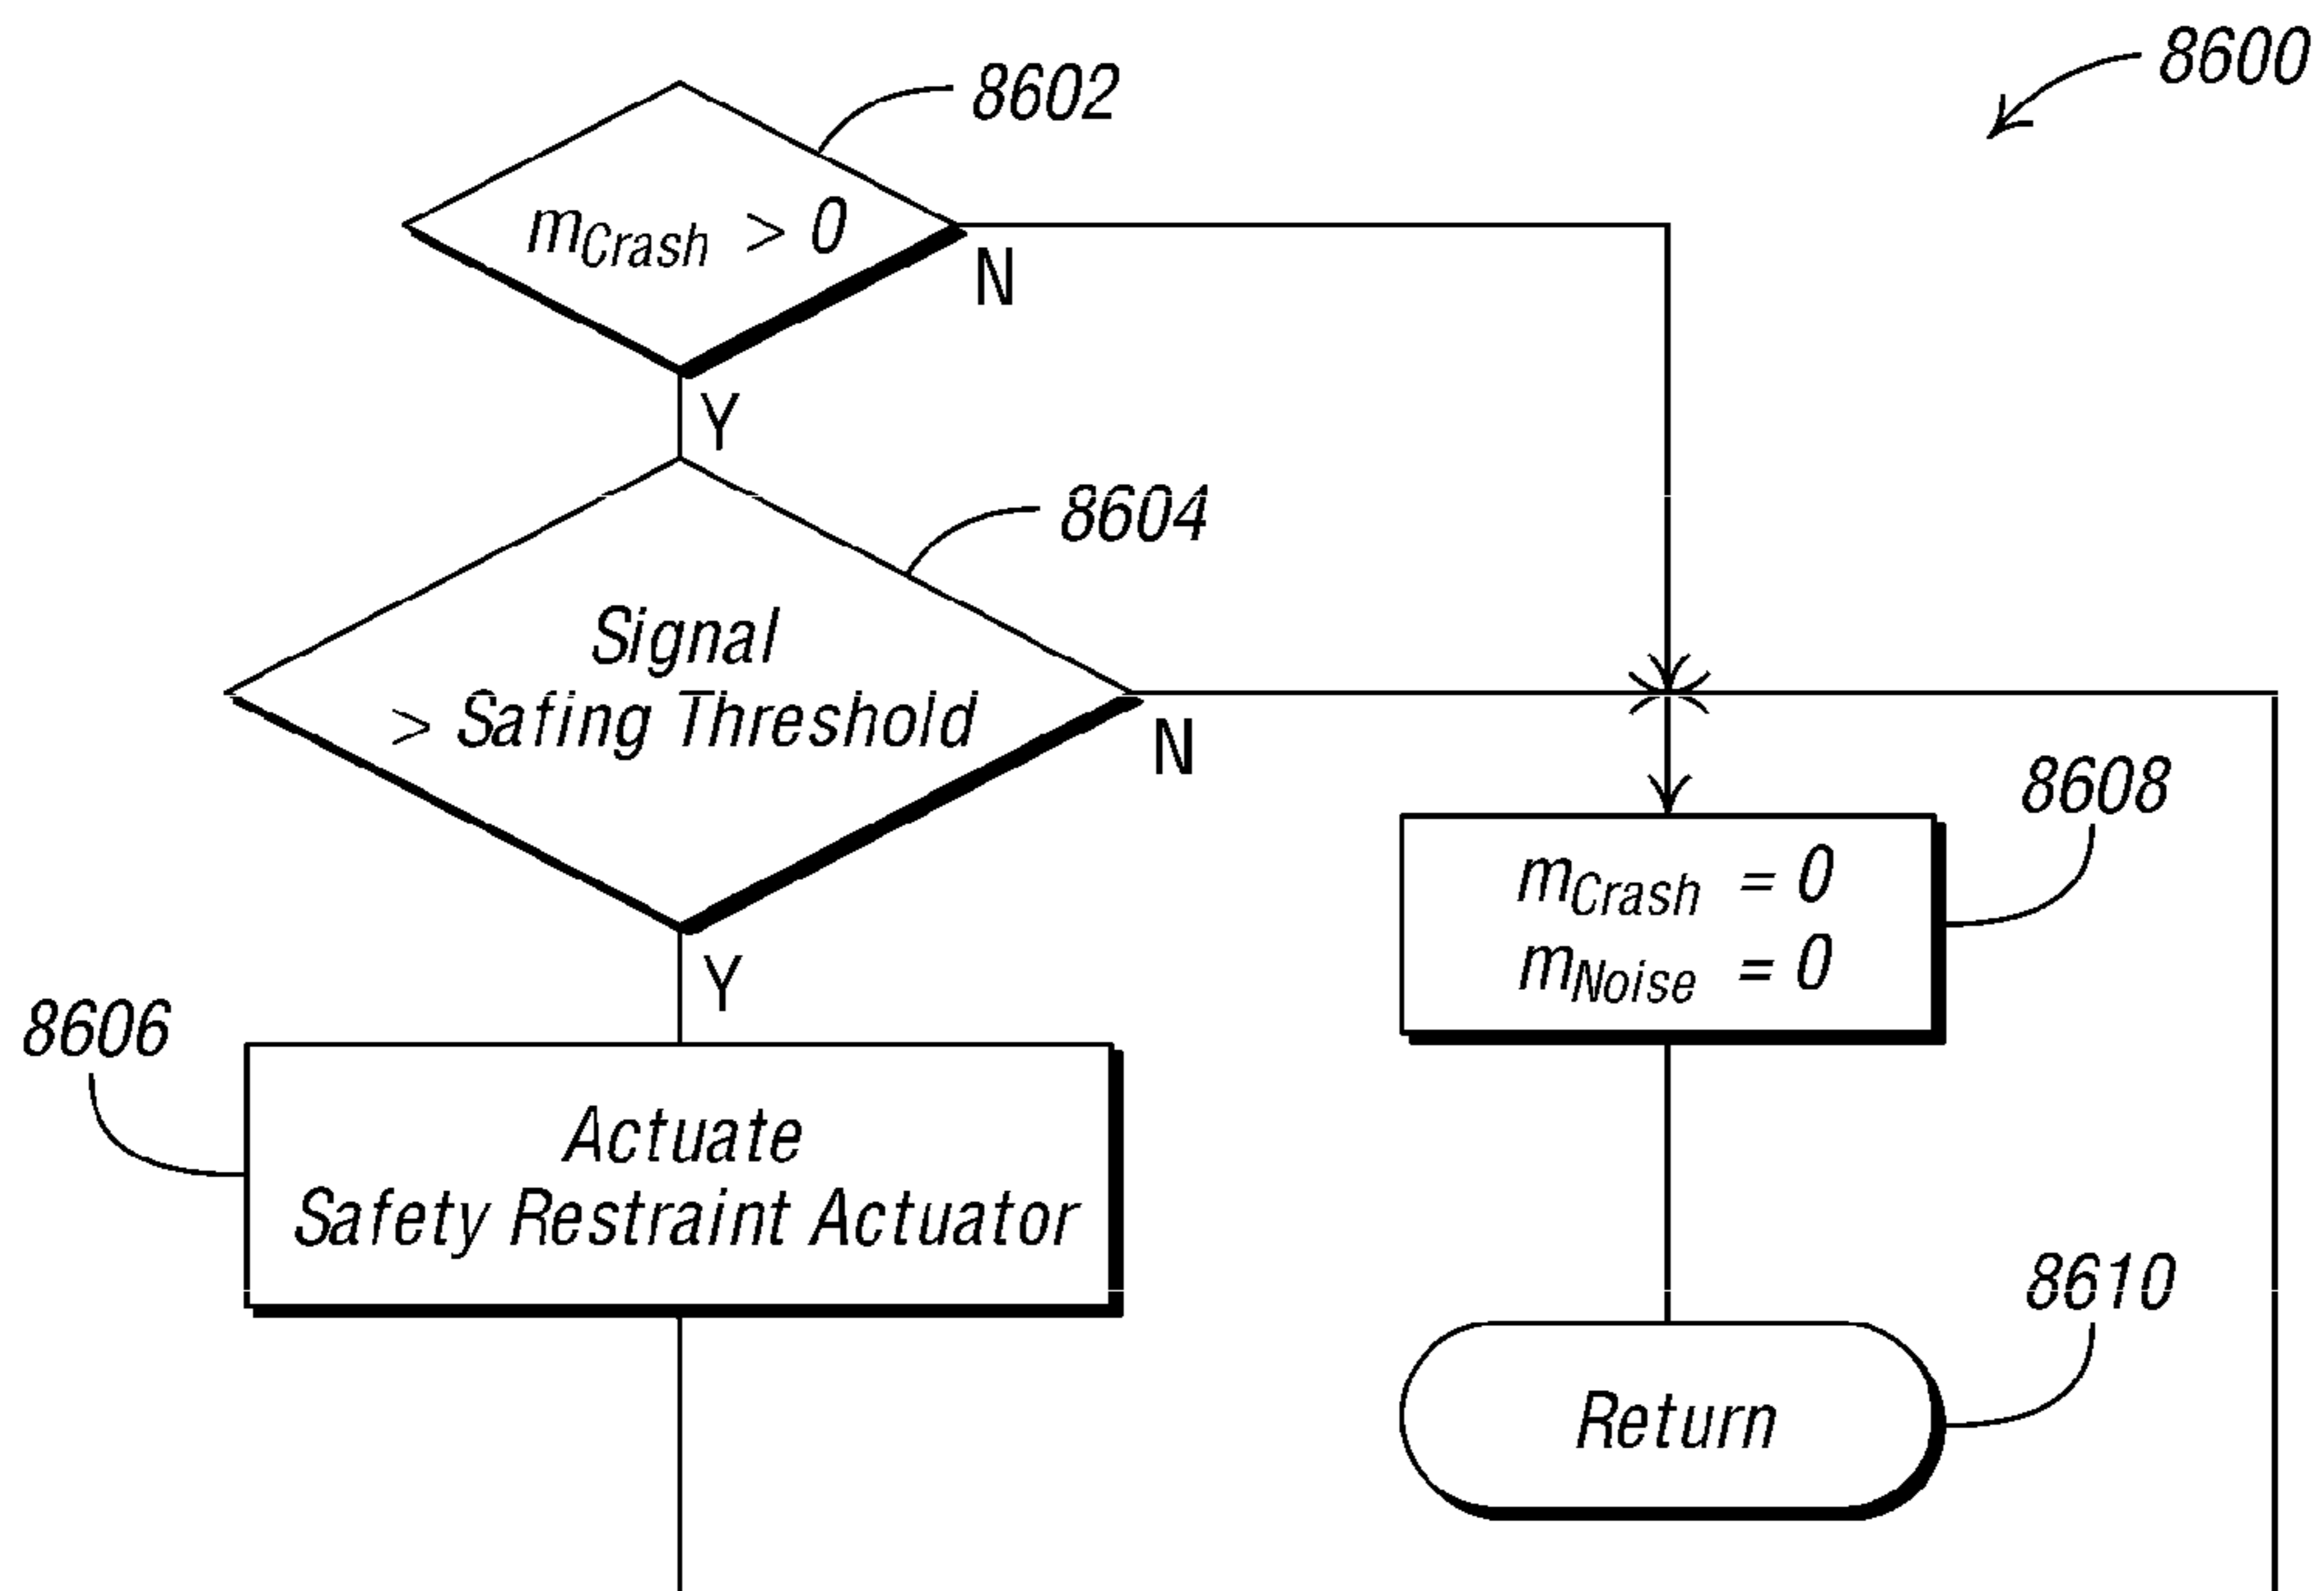 8600
8602
mCrash > 0
N
Y
8604
Signal
> Safing Threshold
N
Y
8608
mCrash = 0
mNoise = 0
8606
Actuate
Safety Restraint Actuator
8610
Return